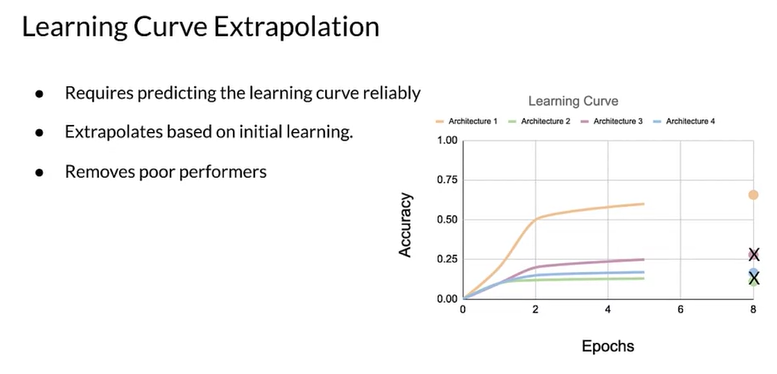 Learning Curve Extrapolation
● Requires predicting the learning curve reliably
● Extrapolates based on initial learning.
● Removes poor performers
Learning Curve
Architecture 1 Architecture 2 Architecture 3 Architecture 4
1.00
0.75
0.50
0.25
0.00
Accuracy
0 2 4 6 8
Epochs
X
X